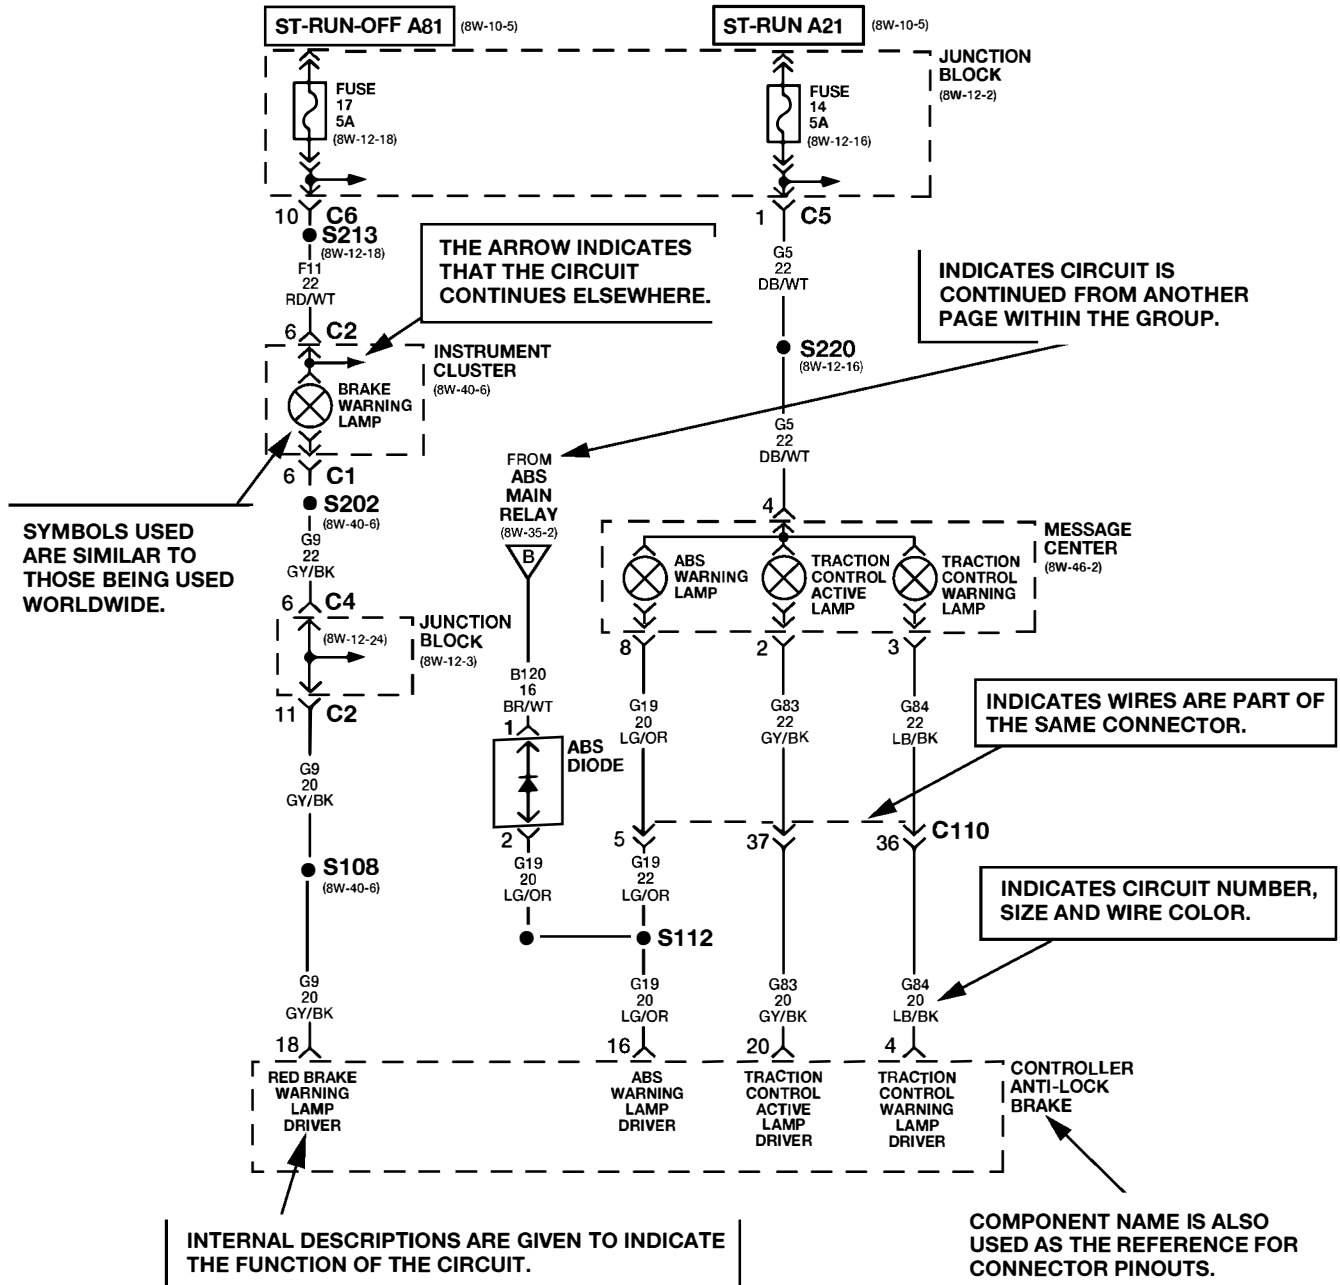 ST-RUN-OFF A81
(8W-10-5)
ST-RUN A21
(8W-10-5)
JUNCTION
BLOCK
(8W-12-2)
FUSE
17
5A
(8W-12-18)
FUSE
14
5A
(8W-12-16)
10
C6
S213
(8W-12-18)
F11
22
RD/WT
6
C2
1
C5
G5
22
DB/WT
THE ARROW INDICATES
THAT THE CIRCUIT
CONTINUES ELSEWHERE.
INDICATES CIRCUIT IS
CONTINUED FROM ANOTHER
PAGE WITHIN THE GROUP.
S220
(8W-12-16)
G5
22
DB/WT
4
INSTRUMENT
CLUSTER
(8W-40-6)
BRAKE
WARNING
LAMP
6
C1
S202
(8W-40-6)
G9
22
GY/BK
6
C4
SYMBOLS USED
ARE SIMILAR TO
THOSE BEING USED
WORLDWIDE.
FROM
ABS
MAIN
RELAY
(8W-35-2)
B
MESSAGE
CENTER
(8W-46-2)
ABS
WARNING
LAMP
TRACTION
CONTROL
ACTIVE
LAMP
TRACTION
CONTROL
WARNING
LAMP
(8W-12-24)
JUNCTION
BLOCK
(8W-12-3)
11
C2
8
2
3
B120
16
BR/WT
1
ABS
DIODE
2
G19
20
LG/OR
G83
22
GY/BK
G84
22
LB/BK
INDICATES WIRES ARE PART OF
THE SAME CONNECTOR.
G9
20
GY/BK
5
37
36
C110
G19
20
LG/OR
G19
22
LG/OR
S108
(8W-40-6)
INDICATES CIRCUIT NUMBER,
SIZE AND WIRE COLOR.
S112
G9
20
GY/BK
G19
20
LG/OR
G83
20
GY/BK
G84
20
LB/BK
18
16
20
4
RED BRAKE
WARNING
LAMP
DRIVER
ABS
WARNING
LAMP
DRIVER
TRACTION
CONTROL
ACTIVE
LAMP
DRIVER
TRACTION
CONTROL
WARNING
LAMP
DRIVER
CONTROLLER
ANTI-LOCK
BRAKE
INTERNAL DESCRIPTIONS ARE GIVEN TO INDICATE
THE FUNCTION OF THE CIRCUIT.
COMPONENT NAME IS ALSO
USED AS THE REFERENCE FOR
CONNECTOR PINOUTS.